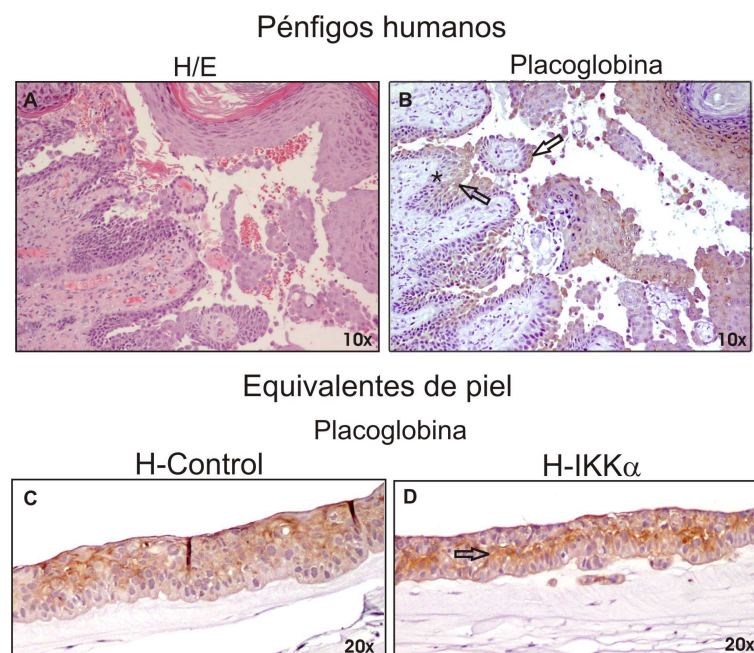 Pénfigos humanos
H/E
Placoglobina
A
B
*
10x
10x
Equivalentes de piel
Placoglobina
H-Control
H-IKKα
C
D
20x
20x